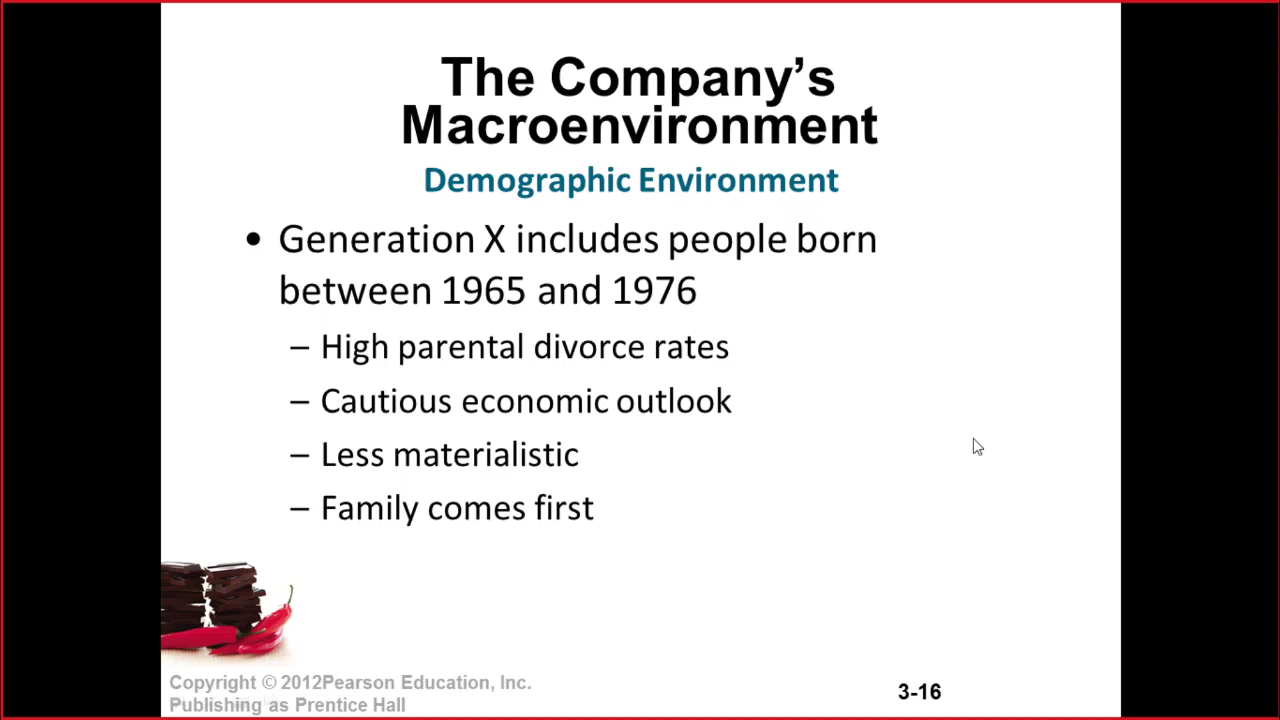 The Company’s
Macroenvironment
Demographic Environment
• Generation X includes people born
between 1965 and 1976
– High parental divorce rates
– Cautious economic outlook
– Less materialistic
– Family comes first
Copyright © 2012Pearson Education, Inc.
Publishing as Prentice Hall
3-16